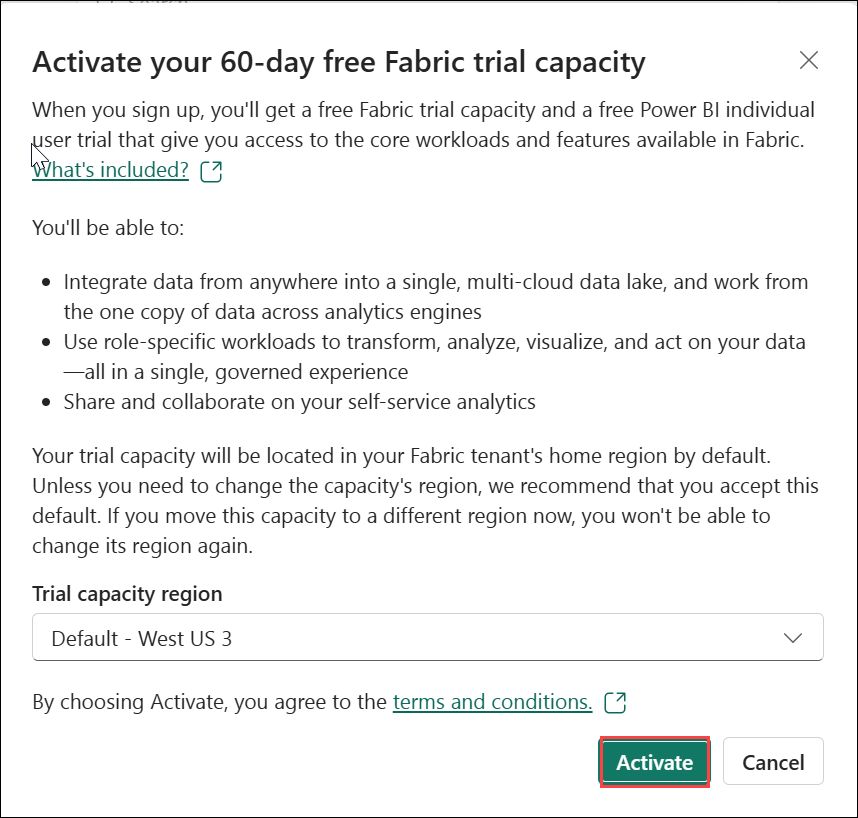 Activate your 60-day free Fabric trial capacity
When you sign up, you'll get a free Fabric trial capacity and a free Power BI individual
user trial that give you access to the core workloads and features available in Fabric.
What's included?
You'll be able to:
• Integrate data from anywhere into a single, multi-cloud data lake, and work from
the one copy of data across analytics engines
• Use role-specific workloads to transform, analyze, visualize, and act on your data
—all in a single, governed experience
• Share and collaborate on your self-service analytics
Your trial capacity will be located in your Fabric tenant's home region by default.
Unless you need to change the capacity's region, we recommend that you accept this
default. If you move this capacity to a different region now, you won't be able to
change its region again.
Trial capacity region
Default - West US 3
By choosing Activate, you agree to the terms and conditions.
Activate Cancel